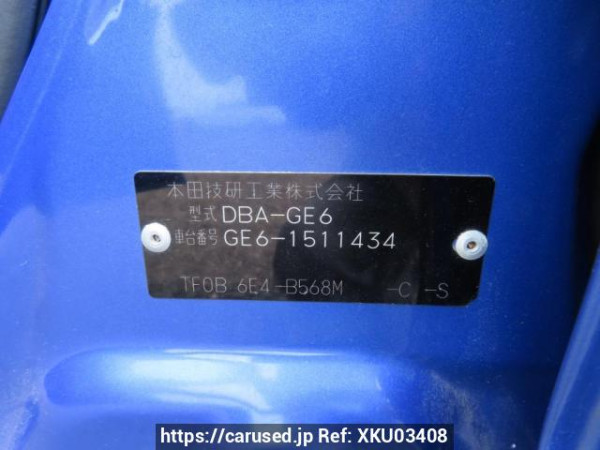 本田技研工業株式会社
型式 DBA-GE6
車台番号 GE6-1511434
TF0B 6E4-B568M -C -S
https://carused.jp Ref: XKU03408